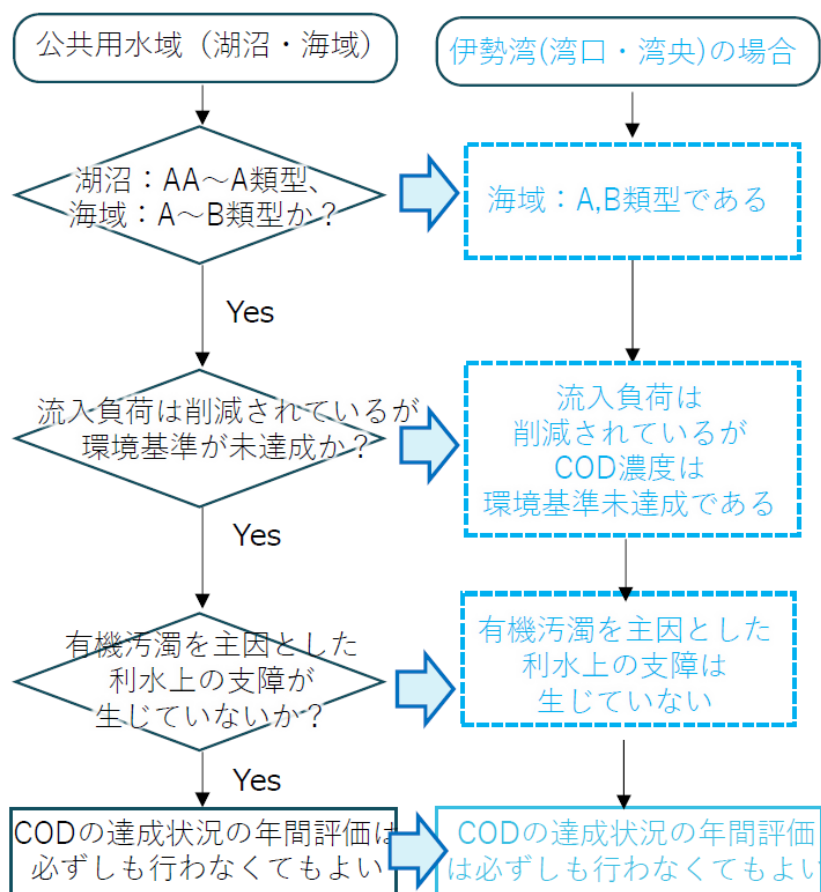 公共用水域（湖沼・海域）
湖沼：AA～A類型、
海域：A～B類型か？
Yes
流入負荷は削減されているが
環境基準が未達成か？
Yes
有機汚濁を主因とした
利水上の支障が
生じていないか？
Yes
CODの達成状況の年間評価は
必ずしも行わなくてもよい
伊勢湾(湾口・湾央)の場合
海域：A,B類型である
流入負荷は
削減されているが
COD濃度は
環境基準未達成である
有機汚濁を主因とした
利水上の支障は
生じていない
CODの達成状況の年間評価
は必ずしも行わなくてもよい